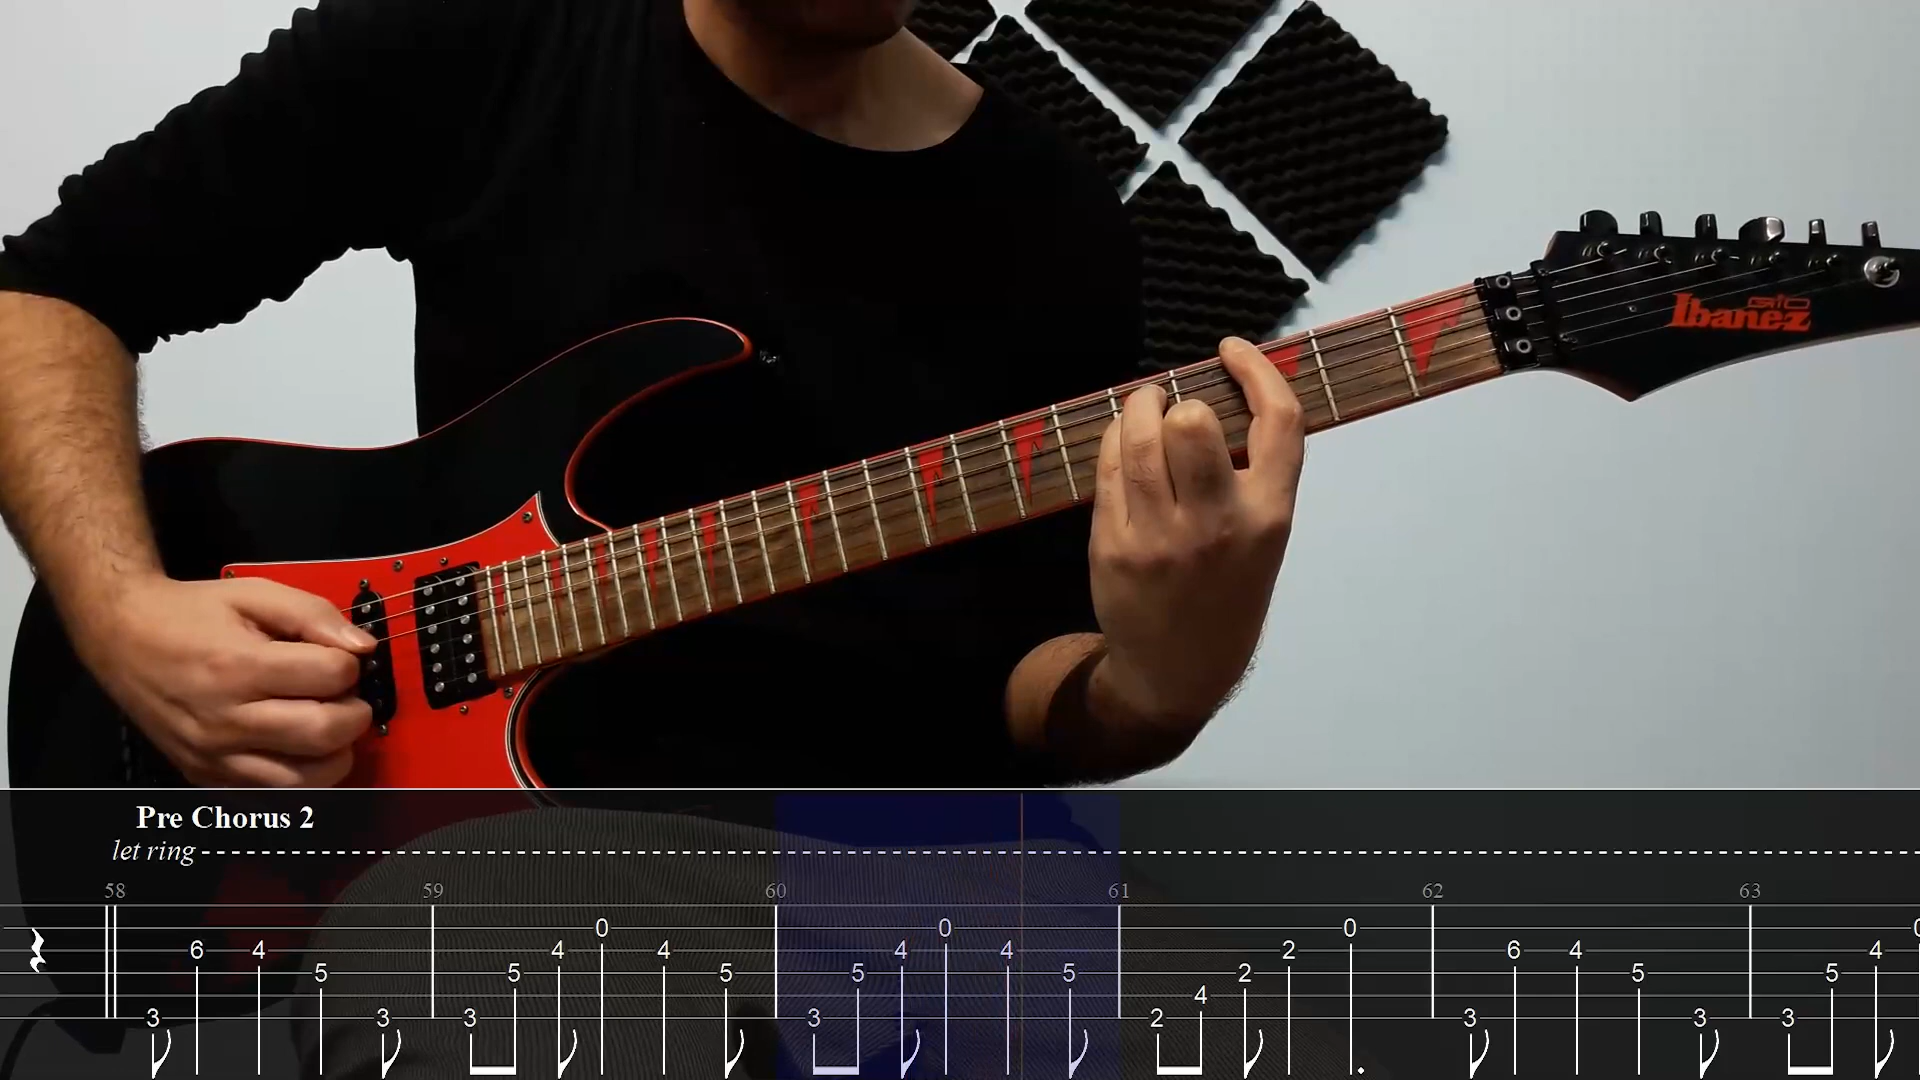 GiO
Ibanez
Pre Chorus 2
let ring
58 59 60 61 62 63
0 0 0 0
6 4 4 4 4 4 2 6 4 4
5 5 5 5 5 2 5 5
4
3 3 3 3 2 3 3 3